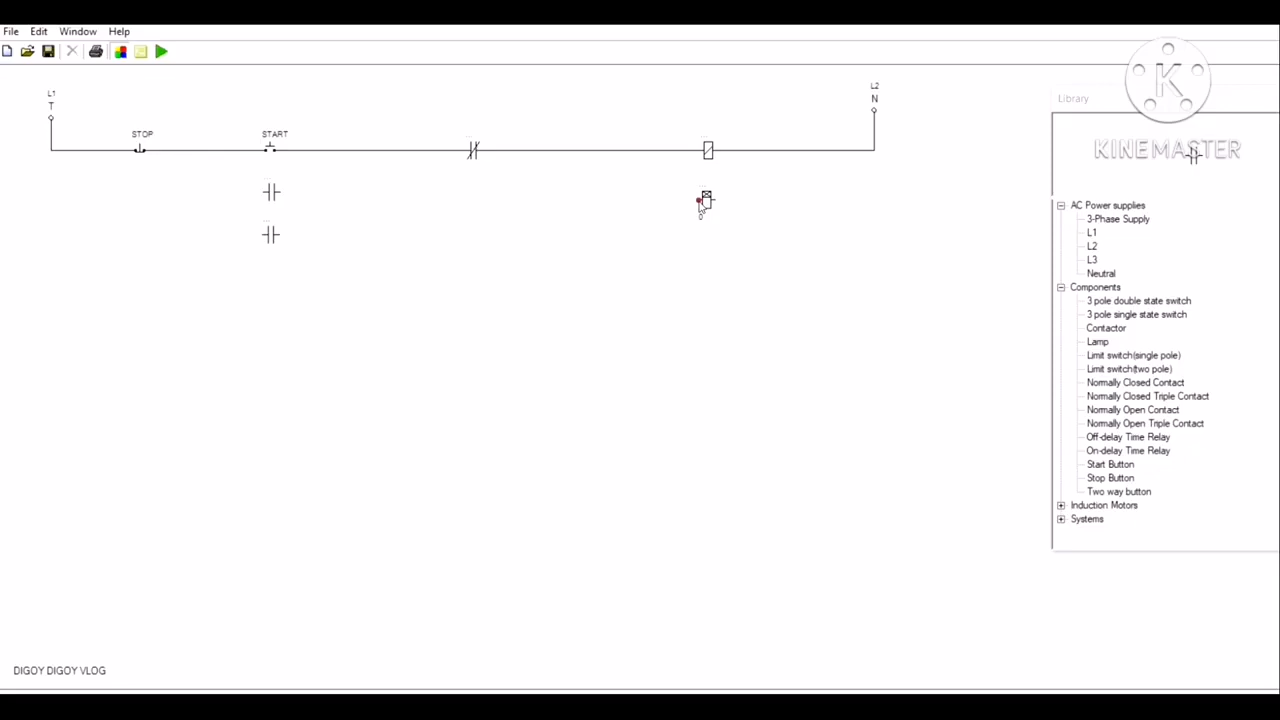 File Edit Window Help
L1
T
L2
N
STOP
START
0
Library
K
KINEMASTER
AC Power supplies
3-Phase Supply
L1
L2
L3
Neutral
Components
3 pole double state switch
3 pole single state switch
Contactor
Lamp
Limit switch(single pole)
Limit switch(two pole)
Normally Closed Contact
Normally Closed Triple Contact
Normally Open Contact
Normally Open Triple Contact
Off-delay Time Relay
On-delay Time Relay
Start Button
Stop Button
Two way button
Induction Motors
Systems
DIGOY DIGOY VLOG